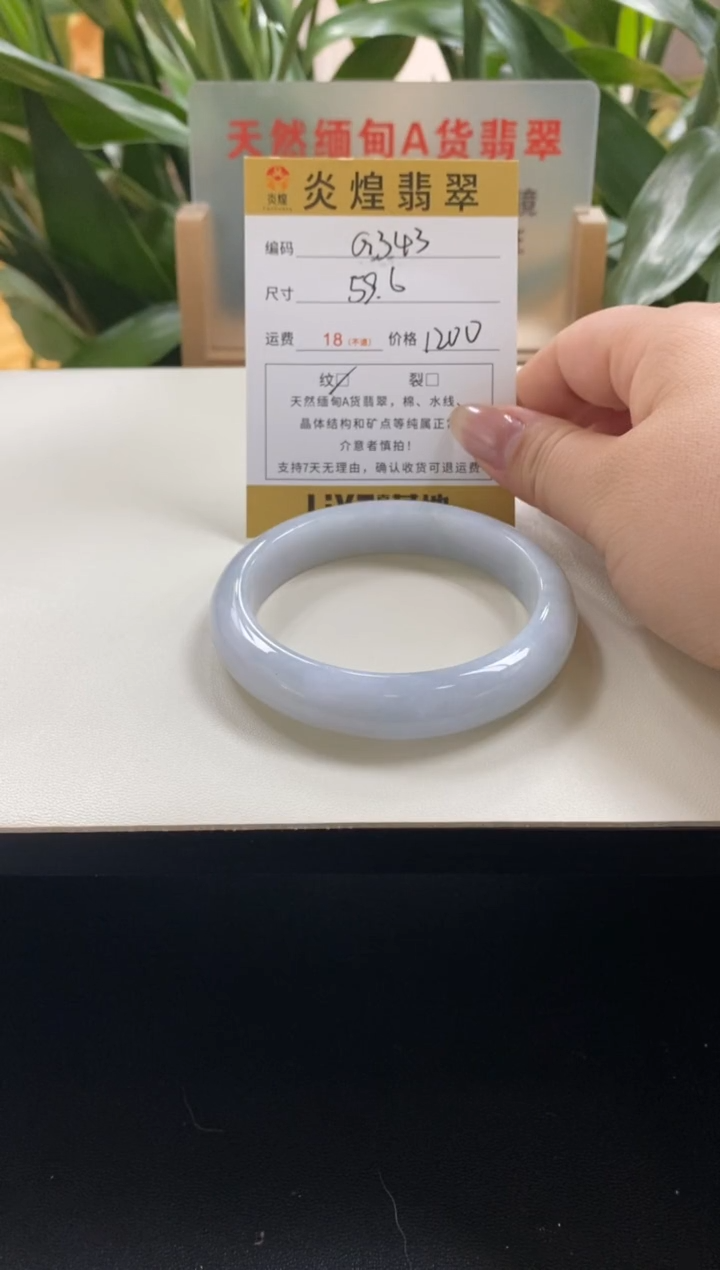 天然缅甸A货翡翠
炎煌
炎煌翡翠
编码 G343
尺寸 59.6
运费 18(不退) 价格 1200
纹 裂
天然缅甸A货翡翠,棉、水线、
晶体结构和矿点等纯属正常
介意者慎拍!
支持7天无理由,确认收货可退运费